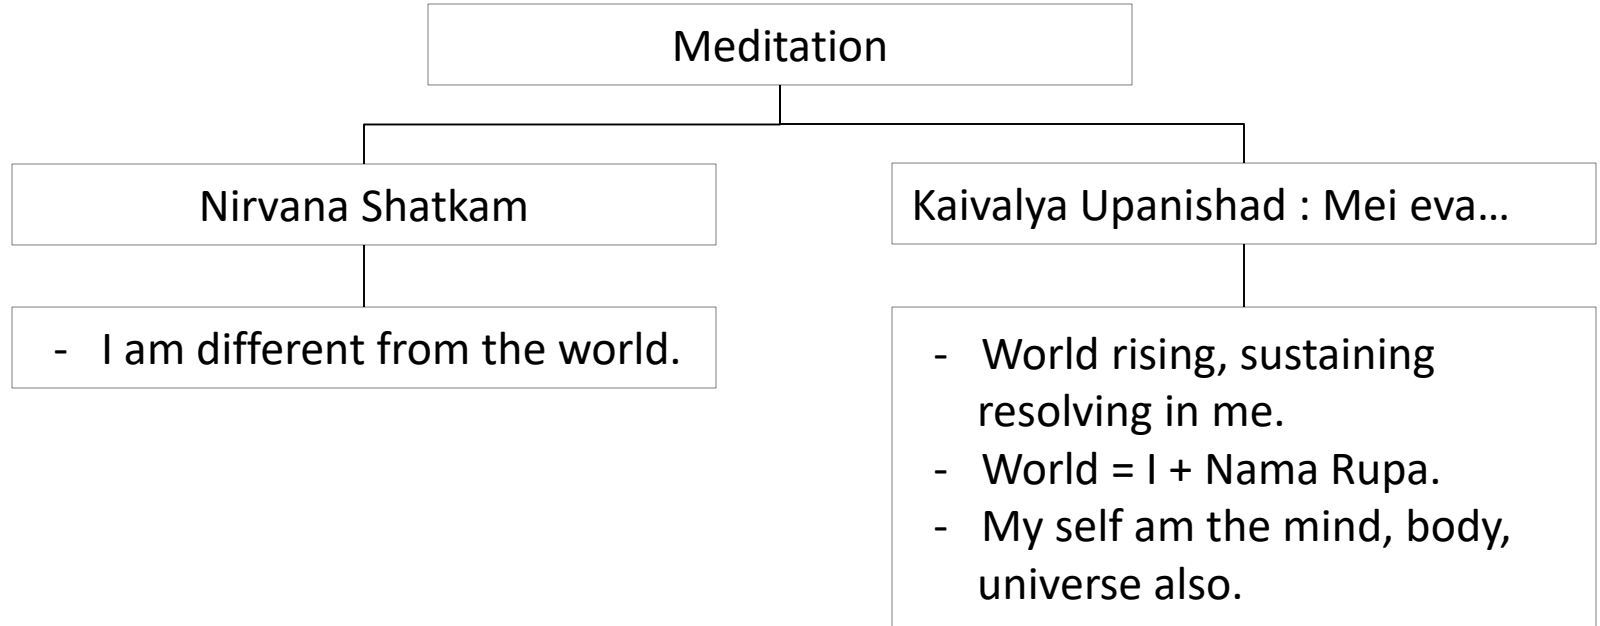 Meditation
Nirvana Shatkam
- I am different from the world.
Kaivalya Upanishad : Mei eva...
- World rising, sustaining
resolving in me.
- World = I + Nama Rupa.
- My self am the mind, body,
universe also.